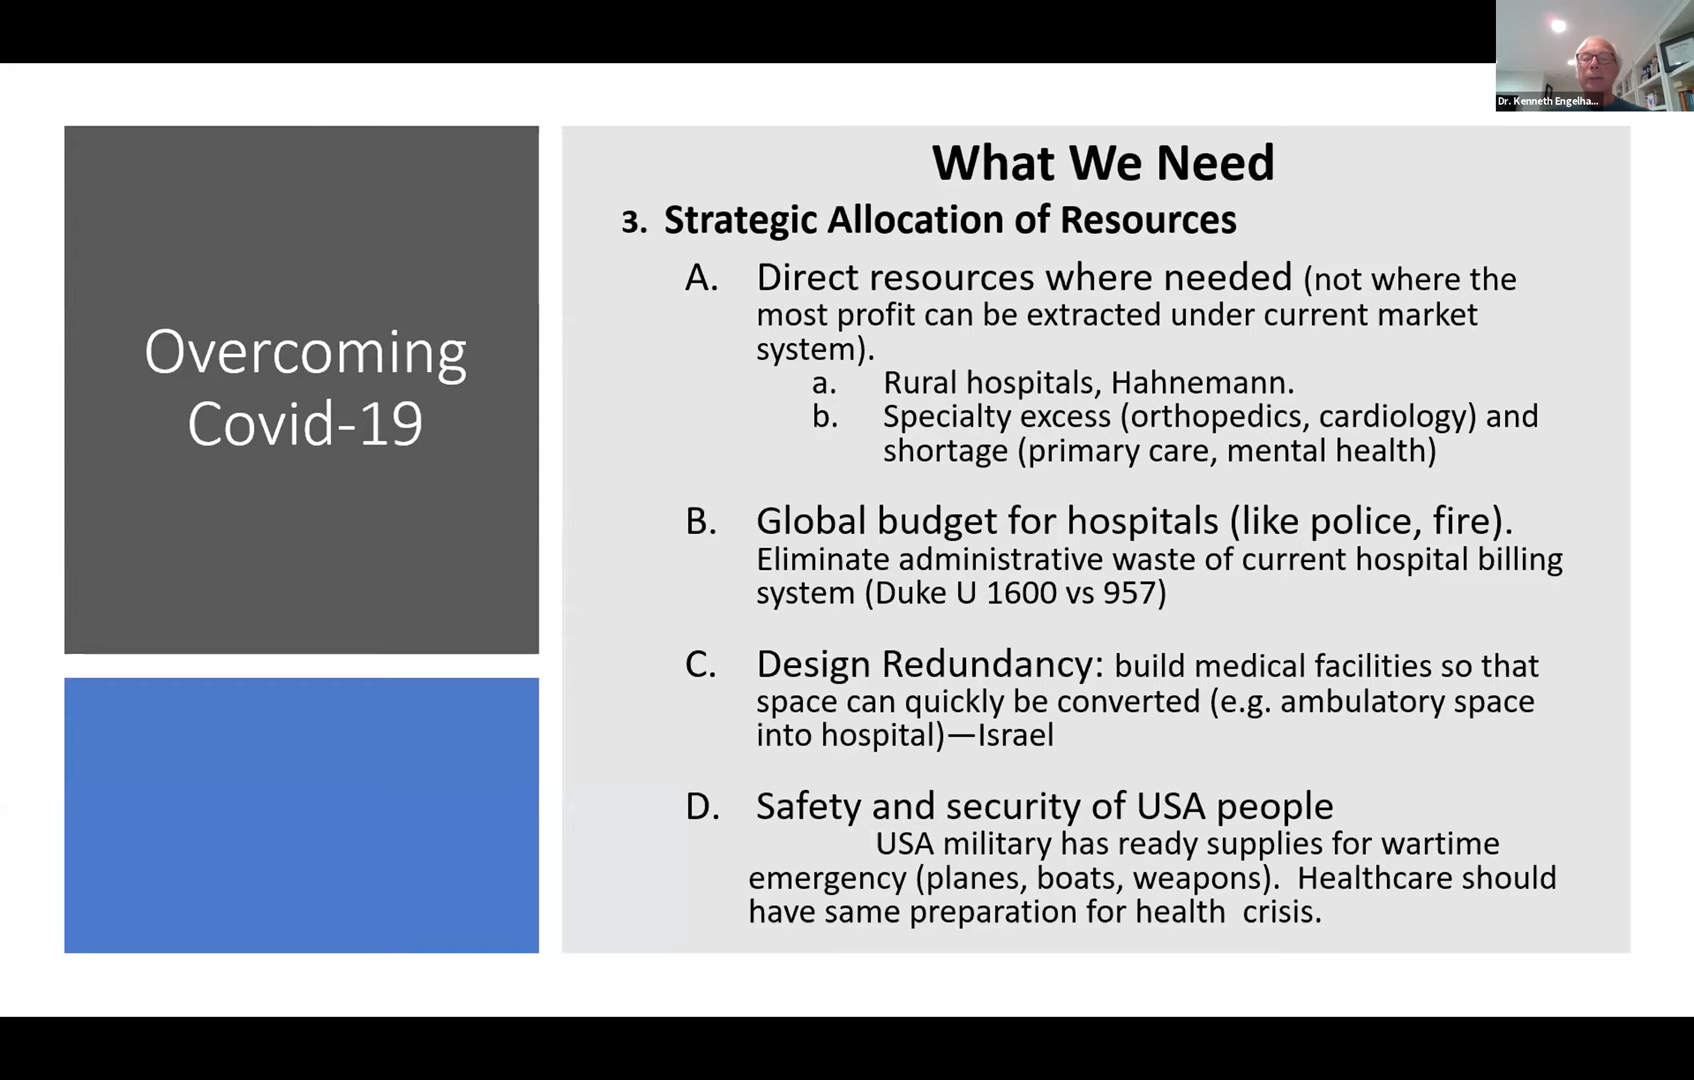 Dr. Kenneth Engelha...
Overcoming
Covid-19
What We Need
3. Strategic Allocation of Resources
A. Direct resources where needed (not where the
most profit can be extracted under current market
system).
a. Rural hospitals, Hahnemann.
b. Specialty excess (orthopedics, cardiology) and
shortage (primary care, mental health)
B. Global budget for hospitals (like police, fire).
Eliminate administrative waste of current hospital billing
system (Duke U 1600 vs 957)
C. Design Redundancy: build medical facilities so that
space can quickly be converted (e.g. ambulatory space
into hospital)—Israel
D. Safety and security of USA people
USA military has ready supplies for wartime
emergency (planes, boats, weapons). Healthcare should
have same preparation for health crisis.